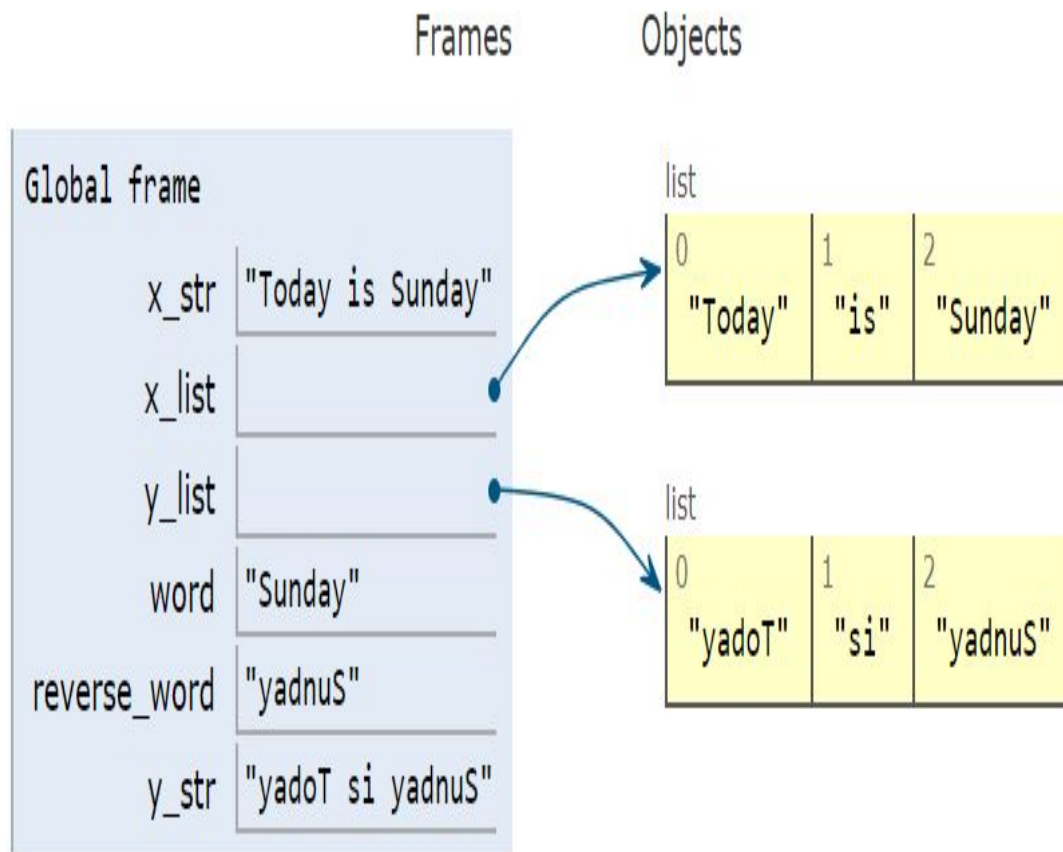 Frames Objects
Global frame
x_str "Today is Sunday"
x_list
y_list
word "Sunday"
reverse_word "yadnuS"
y_str "yadoT si yadnuS"
list
0 1 2
"Today" "is" "Sunday"
list
0 1 2
"yadoT" "si" "yadnuS"